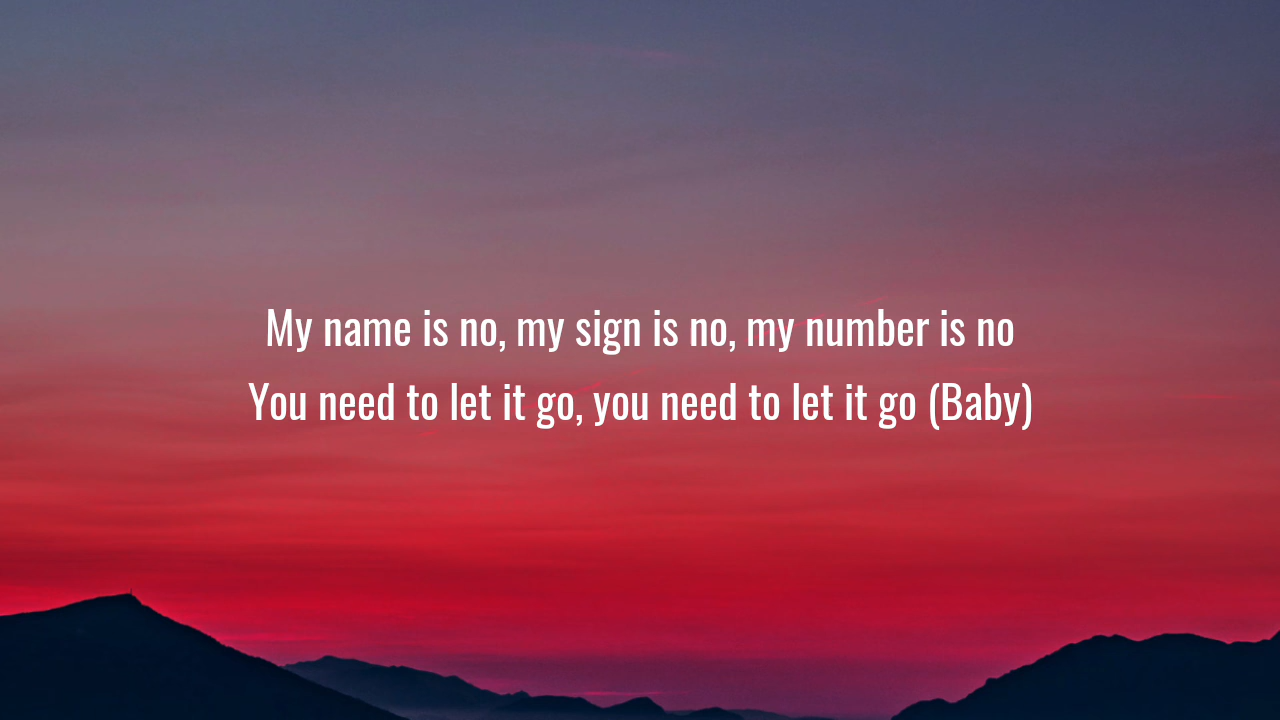 My name is no, my sign is no, my number is no
You need to let it go, you need to let it go (Baby)